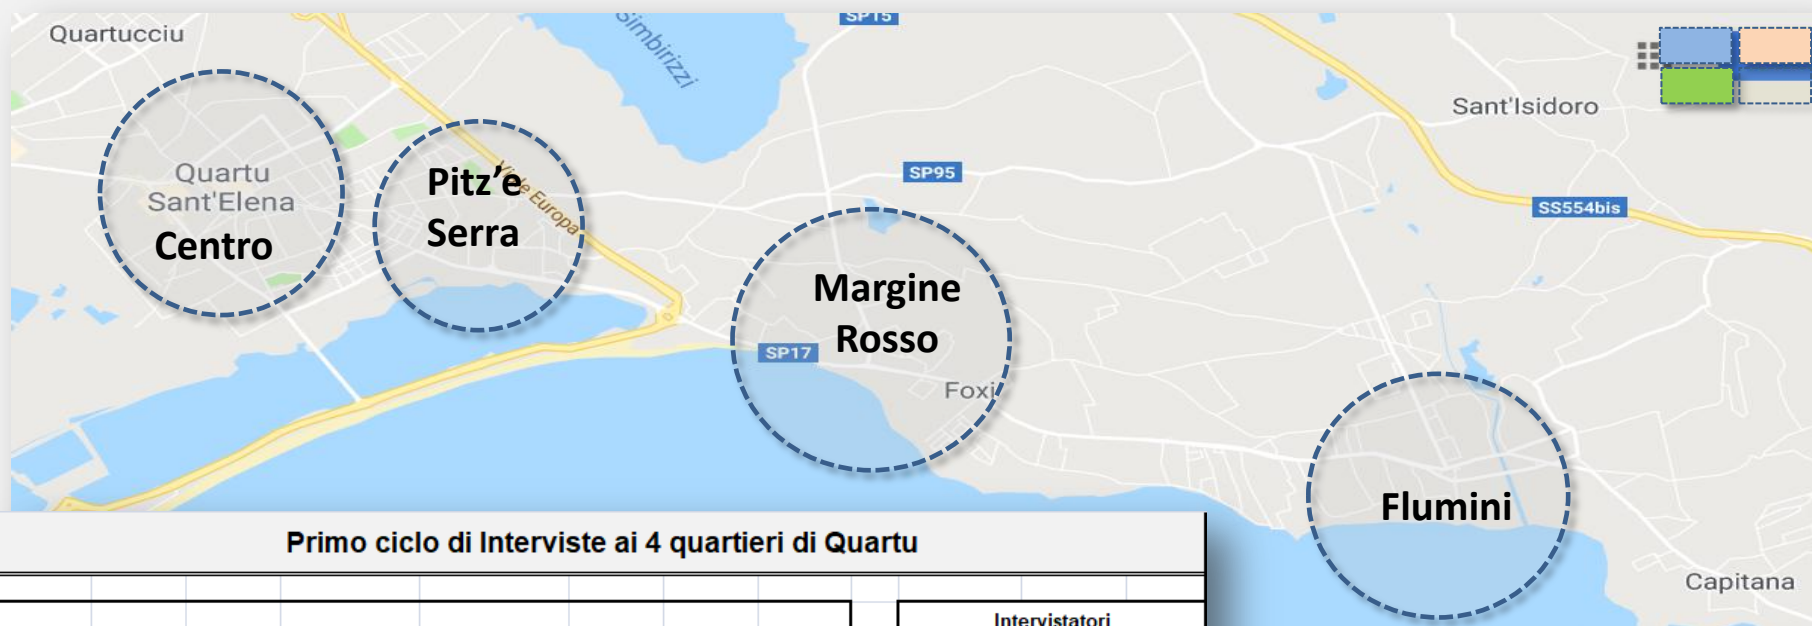 SP15
Quartucciu
Simbirizzi
Sant'Isidoro
SP95
Quartu
Sant'Elena
Centro
Pitz’e
Serra
Viale Europa
SS554bis
Margine
Rosso
SP17
Foxi
Flumini
Primo ciclo di Interviste ai 4 quartieri di Quartu
Capitana
Intervistatori